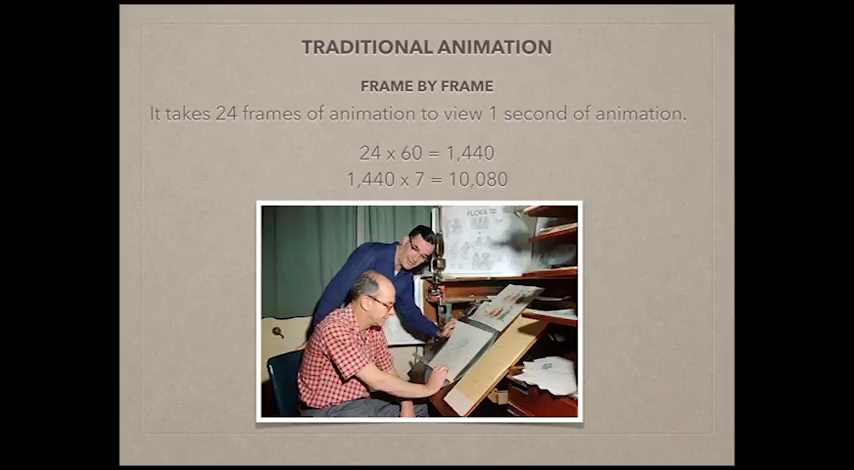 TRADITIONAL ANIMATION
FRAME BY FRAME
It takes 24 frames of animation to view 1 second of animation.
24 x 60 = 1,440
1,440 x 7 = 10,080
FLORA